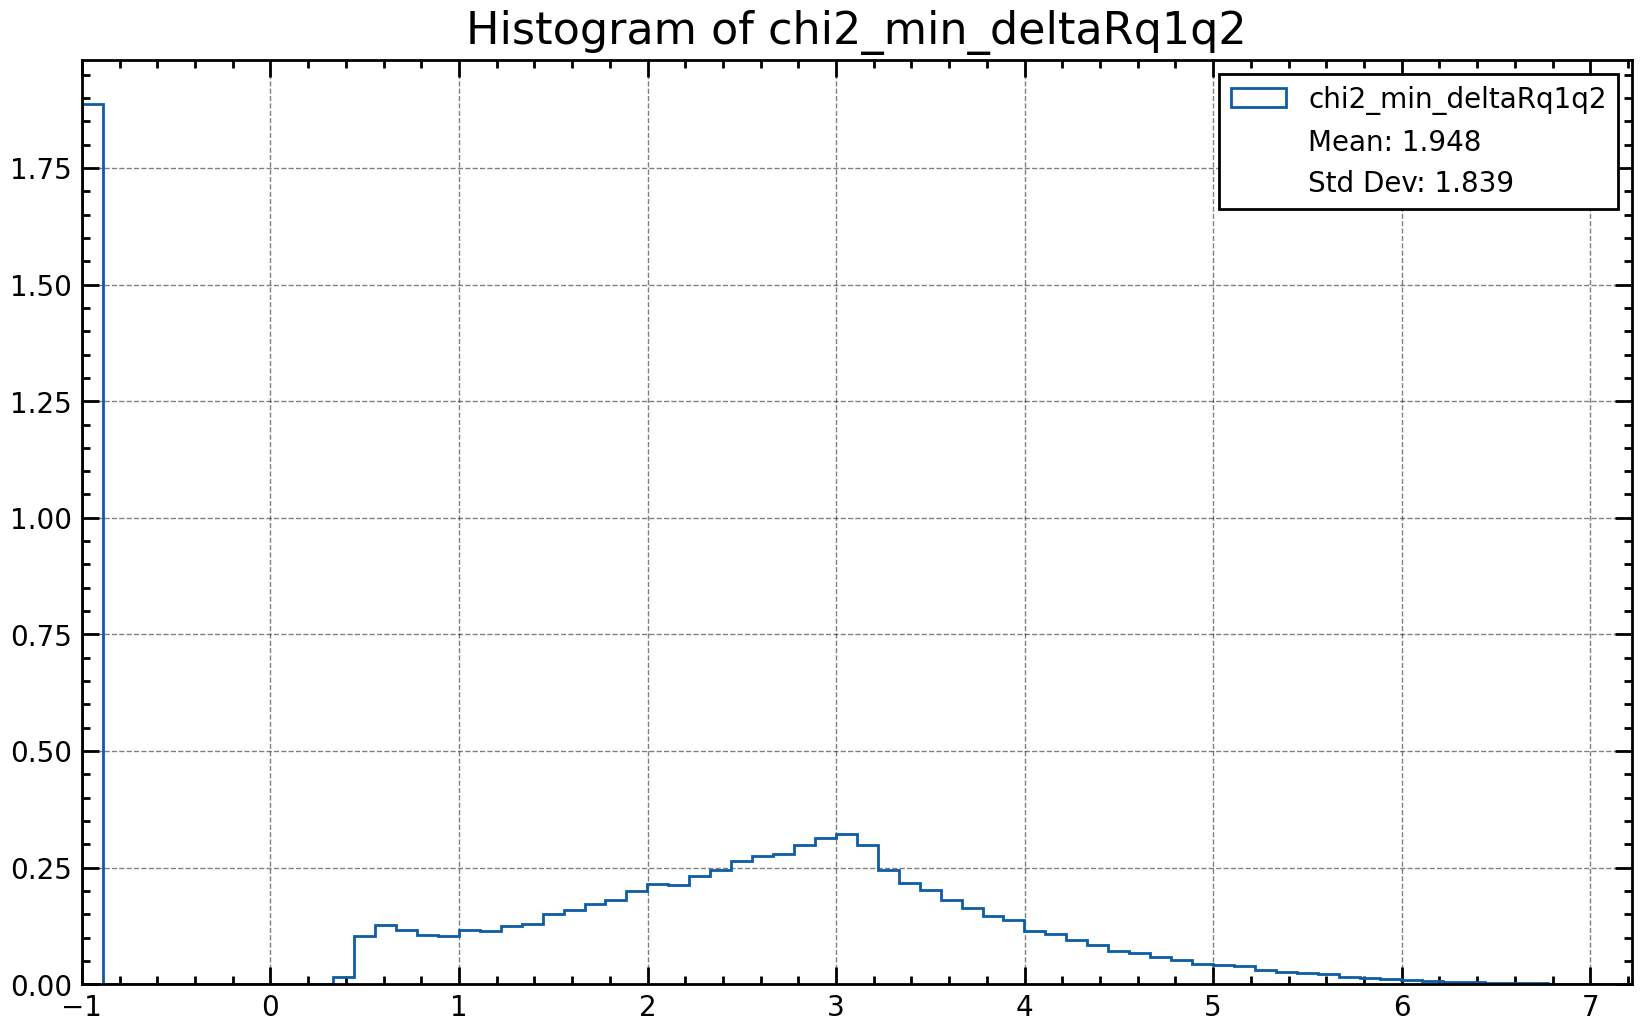 Histogram of chi2_min_deltaRq1q2
chi2_min_deltaRq1q2
Mean: 1.948
Std Dev: 1.839
1.75
1.50
1.25
1.00
0.75
0.50
0.25
0.00
−1 0 1 2 3 4 5 6 7